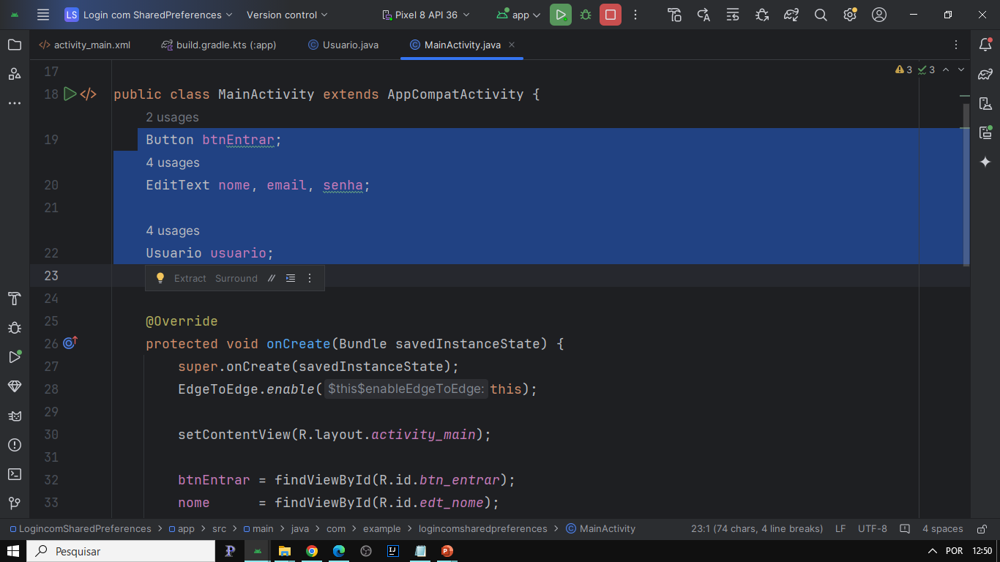 LS Login com SharedPreferences Version control Pixel 8 API 36 app
activity_main.xml build.gradle.kts (:app) Usuario.java MainActivity.java
3 3
17
18 public class MainActivity extends AppCompatActivity {
2 usages
19 Button btnEntrar;
4 usages
20 EditText nome, email, senha;
21
4 usages
22 Usuario usuario;
23
Extract Surround //
24
25 @Override
26 protected void onCreate(Bundle savedInstanceState) {
27 super.onCreate(savedInstanceState);
28 EdgeToEdge.enable( $this$enableEdgeToEdge: this);
29
30 setContentView(R.layout.activity_main);
31
32 btnEntrar = findViewById(R.id.btn_entrar);
33 nome = findViewById(R.id.edt_nome);
LogincomSharedPreferences > app > src > main > java > com > example > logincomsharedpreferences > MainActivity 23:1 (74 chars, 4 line breaks) LF UTF-8 4 spaces
Pesquisar POR 12:50